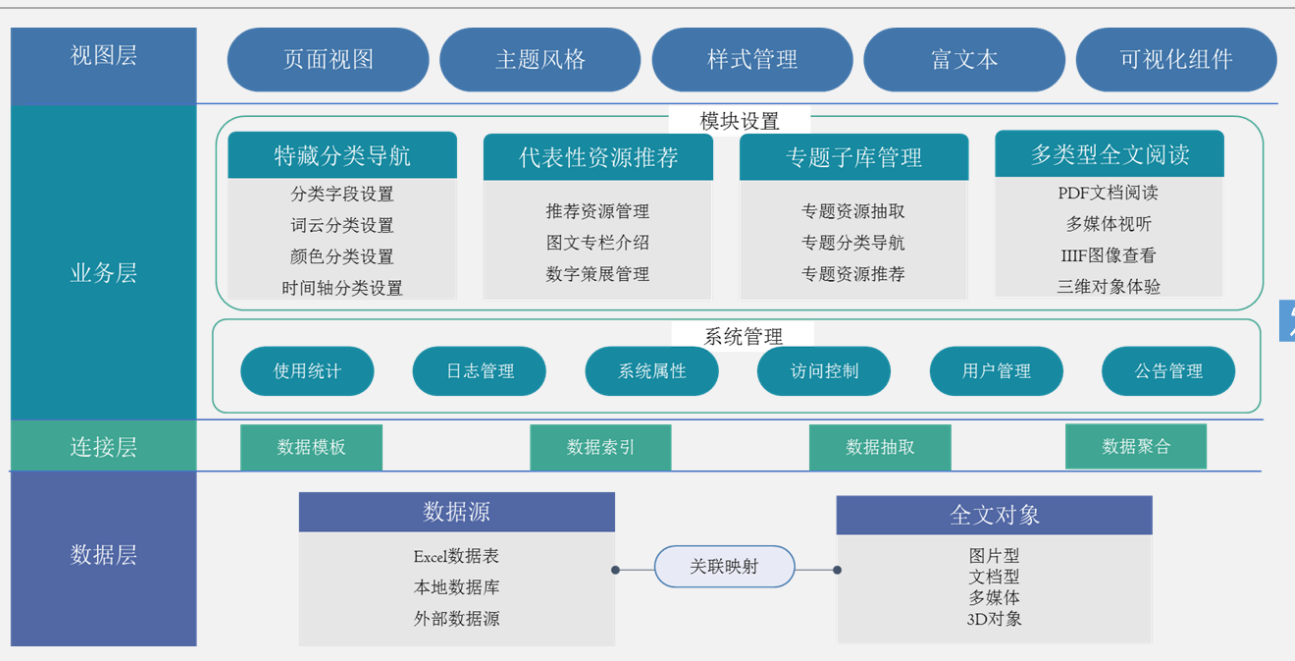 视图层
页面视图
主题风格
样式管理
富文本
可视化组件
业务层
模块设置
特藏分类导航
分类字段设置
词云分类设置
颜色分类设置
时间轴分类设置
代表性资源推荐
推荐资源管理
图文专栏介绍
数字策展管理
专题子库管理
专题资源抽取
专题分类导航
专题资源推荐
多类型全文阅读
PDF文档阅读
多媒体视听
IIIF图像查看
三维对象体验
系统管理
使用统计
日志管理
系统属性
访问控制
用户管理
公告管理
连接层
数据模板
数据索引
数据抽取
数据聚合
数据层
数据源
Excel数据表
本地数据库
外部数据源
关联映射
全文对象
图片型
文档型
多媒体
3D对象